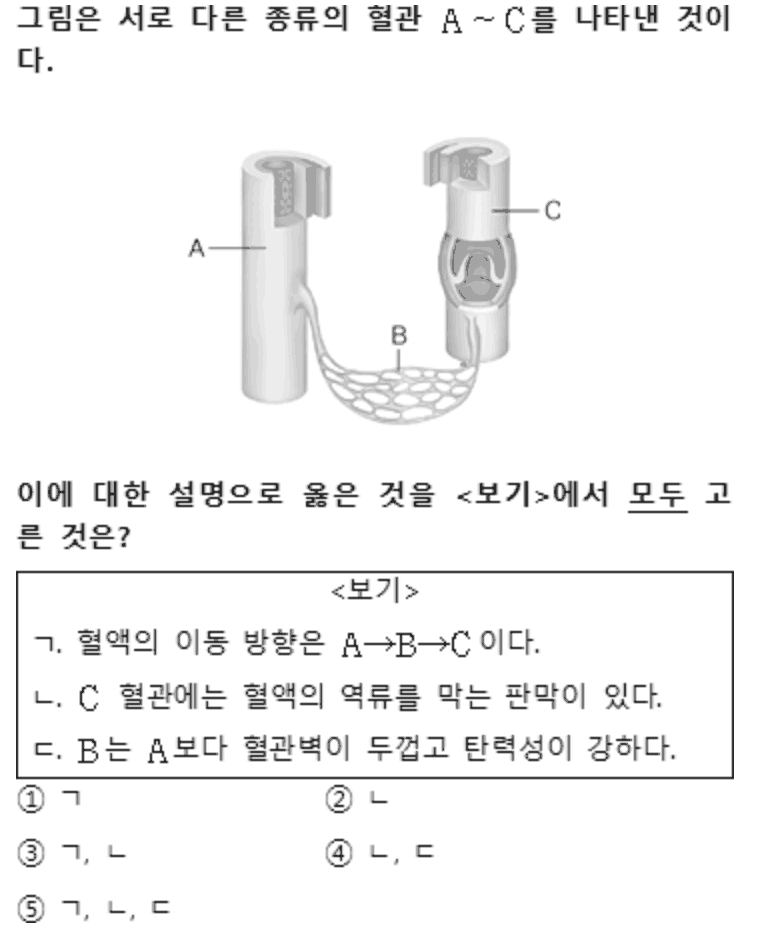 그림은 서로 다른 종류의 혈관 A ~ C를 나타낸 것이
다.
A
C
B
이에 대한 설명으로 옳은 것을 <보기>에서 모두 고
른 것은?
<보기>
ㄱ. 혈액의 이동 방향은 A→B→C이다.
ㄴ. C 혈관에는 혈액의 역류를 막는 판막이 있다.
ㄷ. B는 A보다 혈관벽이 두껍고 탄력성이 강하다.
① ㄱ ② ㄴ
③ ㄱ, ㄴ ④ ㄴ, ㄷ
⑤ ㄱ, ㄴ, ㄷ